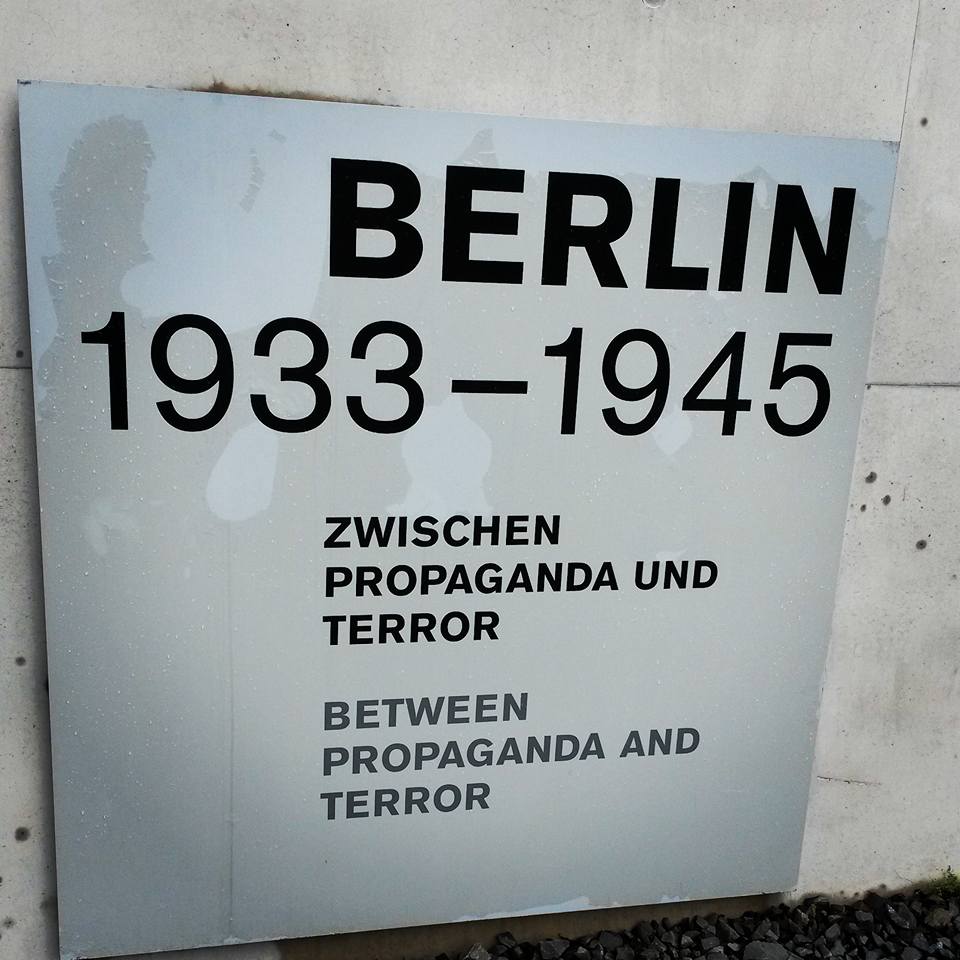 BERLIN
1933–1945
ZWISCHEN
PROPAGANDA UND
TERROR
BETWEEN
PROPAGANDA AND
TERROR